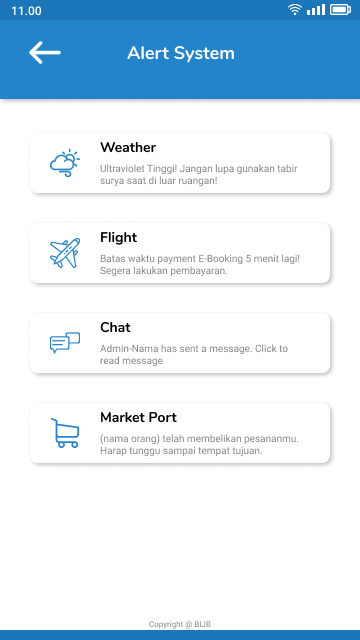 11.00
Alert System
Weather
Ultraviolet Tinggi! Jangan lupa gunakan tabir
surya saat di luar ruangan!
Flight
Batas waktu payment E-Booking 5 menit lagi!
Segera lakukan pembayaran.
Chat
Admin-Nama has sent a message. Click to
read message
Market Port
(nama orang) telah membelikan pesananmu.
Harap tunggu sampai tempat tujuan.
Copyright @ BIJB